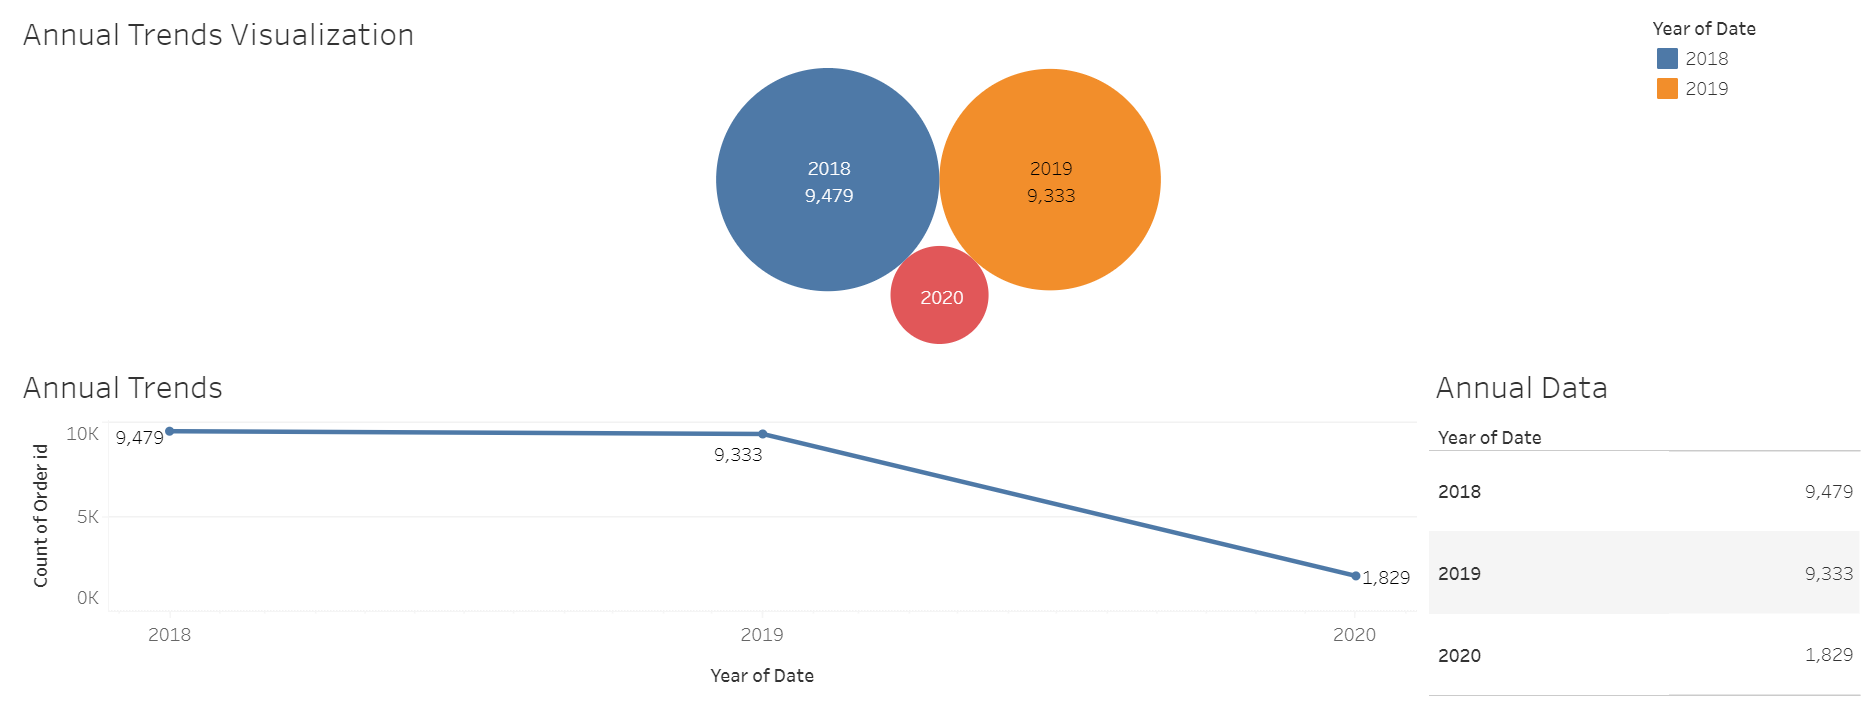 Annual Trends Visualization
Year of Date
2018
2019
2018
9,479
2019
9,333
2020
Annual Trends
Count of Order id
10K
5K
0K
9,479
9,333
1,829
2018
2019
2020
Year of Date
Annual Data
Year of Date
2018 9,479
2019 9,333
2020 1,829